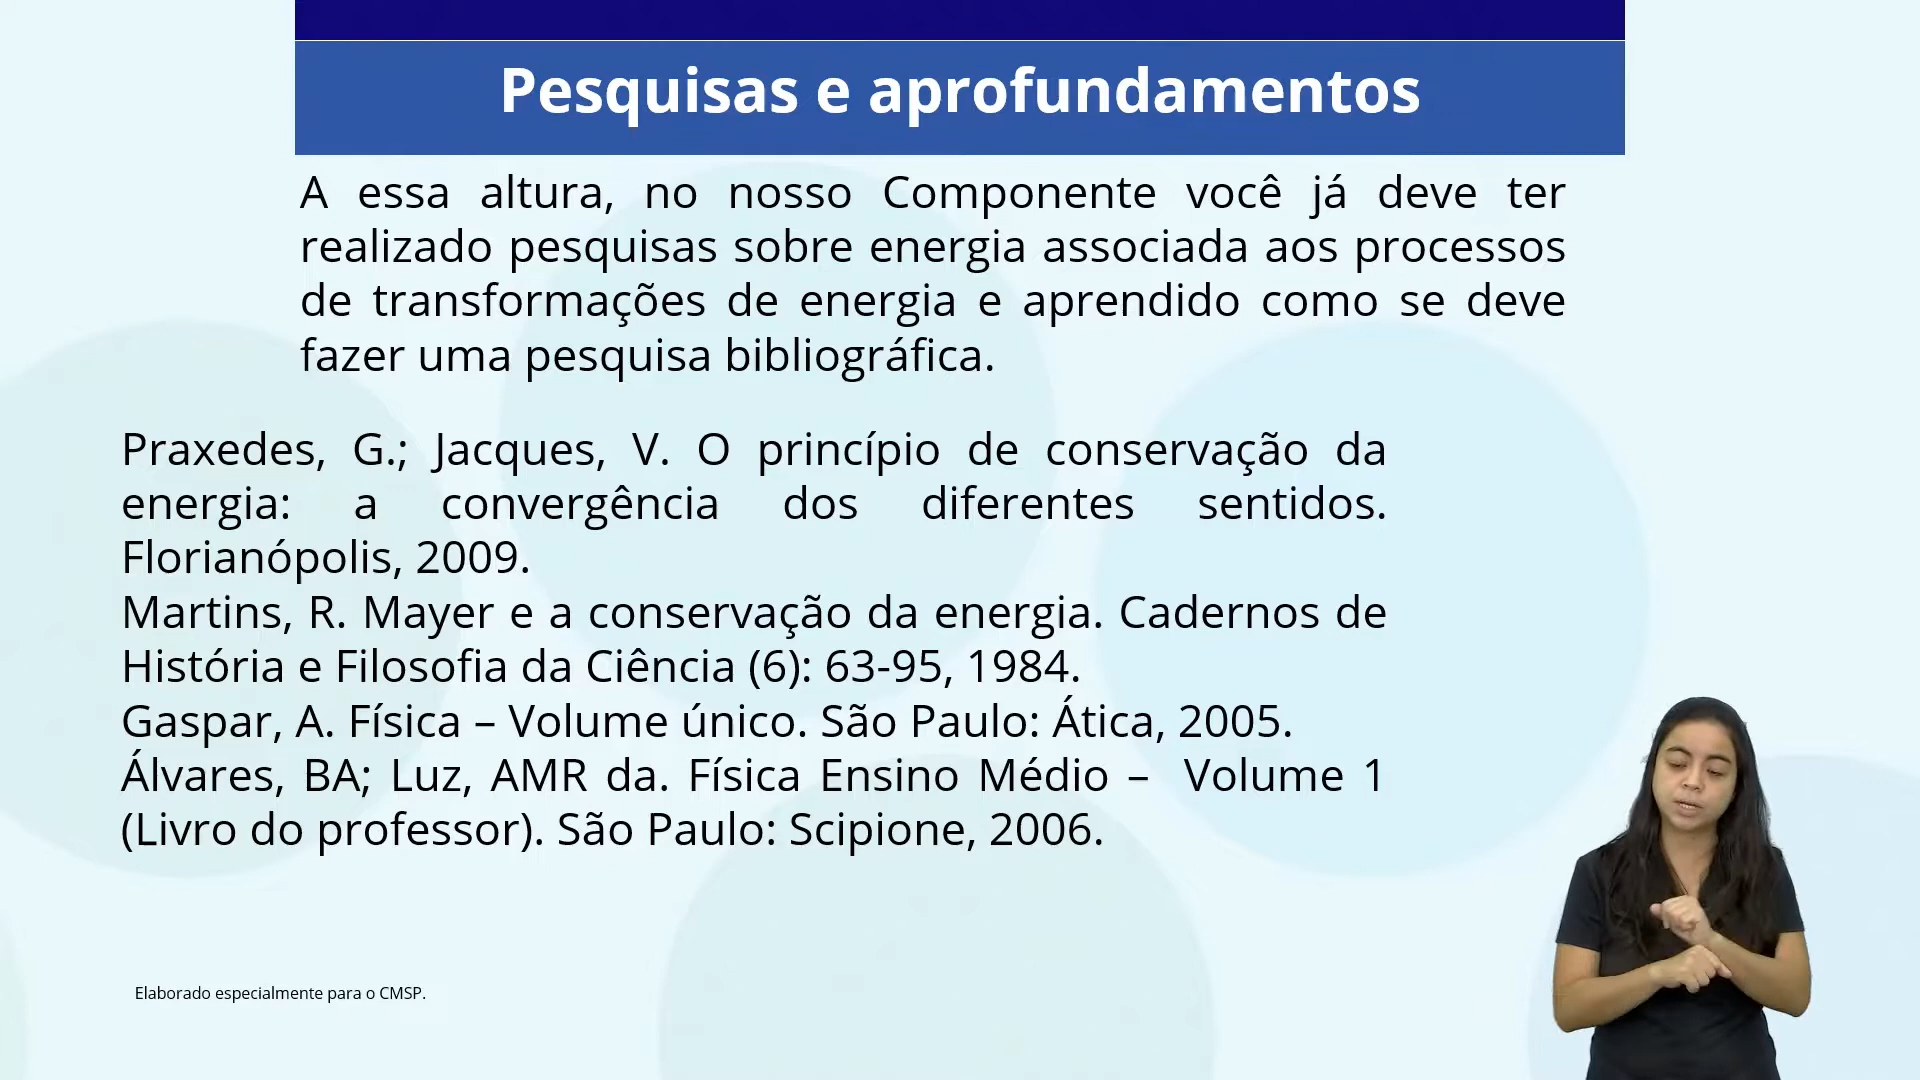 Pesquisas e aprofundamentos
A essa altura, no nosso Componente você já deve ter
realizado pesquisas sobre energia associada aos processos
de transformações de energia e aprendido como se deve
fazer uma pesquisa bibliográfica.
Praxedes, G.; Jacques, V. O princípio de conservação da
energia: a convergência dos diferentes sentidos.
Florianópolis, 2009.
Martins, R. Mayer e a conservação da energia. Cadernos de
História e Filosofia da Ciência (6): 63-95, 1984.
Gaspar, A. Física – Volume único. São Paulo: Ática, 2005.
Álvares, BA; Luz, AMR da. Física Ensino Médio – Volume 1
(Livro do professor). São Paulo: Scipione, 2006.
Elaborado especialmente para o CMSP.